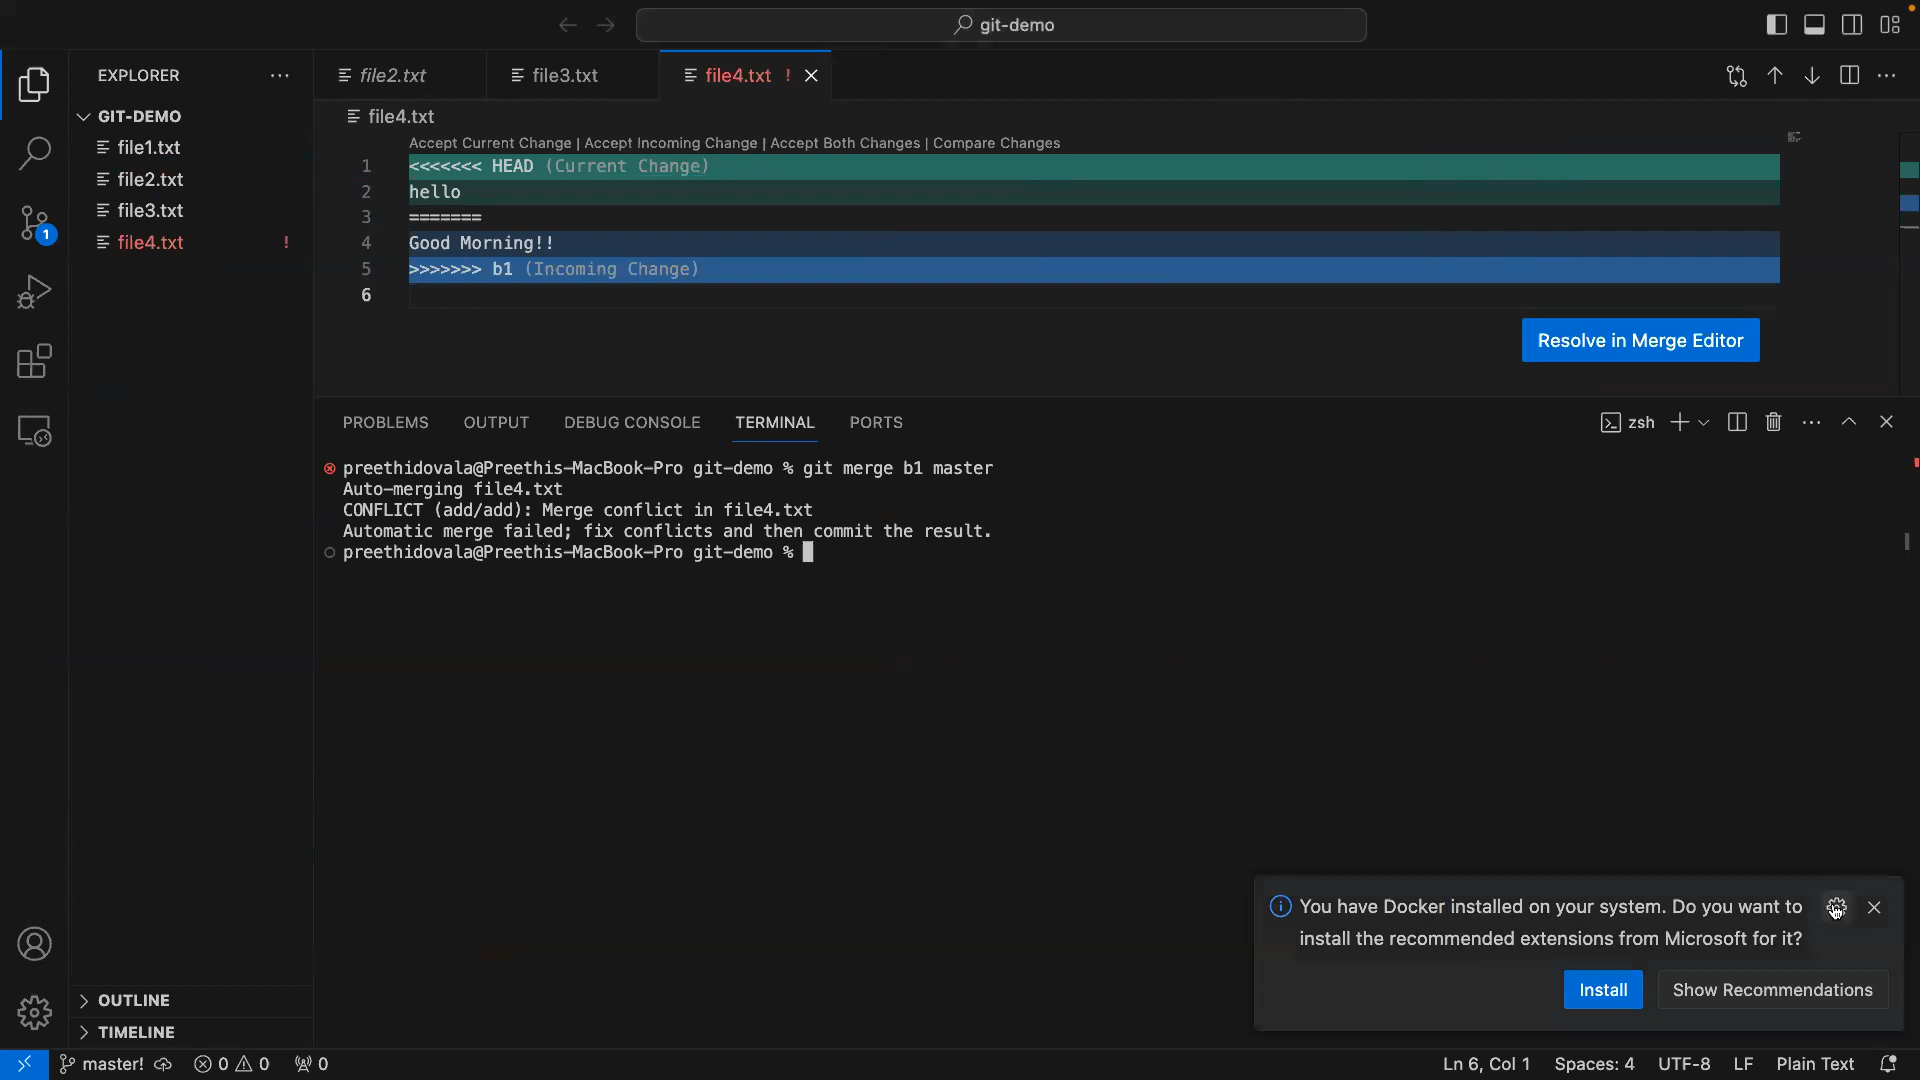 git-demo
EXPLORER
GIT-DEMO
file1.txt
file2.txt
file3.txt
file4.txt !
1
file2.txt
file3.txt
file4.txt !
file4.txt
Accept Current Change | Accept Incoming Change | Accept Both Changes | Compare Changes
1 <<<<<<< HEAD (Current Change)
2 hello
3 =======
4 Good Morning!!
5 >>>>>>> b1 (Incoming Change)
6
Resolve in Merge Editor
PROBLEMS OUTPUT DEBUG CONSOLE TERMINAL PORTS
zsh
preethidovala@Preethis-MacBook-Pro git-demo % git merge b1 master
Auto-merging file4.txt
CONFLICT (add/add): Merge conflict in file4.txt
Automatic merge failed; fix conflicts and then commit the result.
preethidovala@Preethis-MacBook-Pro git-demo %
You have Docker installed on your system. Do you want to
install the recommended extensions from Microsoft for it?
Install Show Recommendations
OUTLINE
TIMELINE
master! 0 0 0
Ln 6, Col 1 Spaces: 4 UTF-8 LF Plain Text